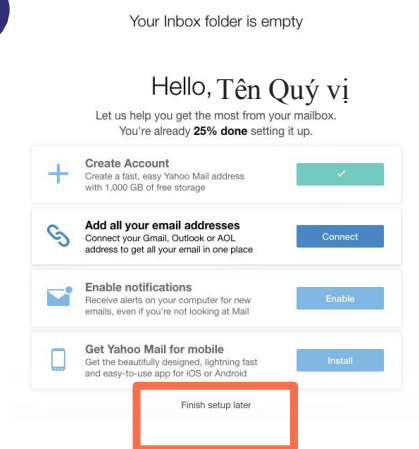 Your Inbox folder is empty
Hello, Tên Quý vị
Let us help you get the most from your mailbox.
You're already 25% done setting it up.
Create Account
Create a fast, easy Yahoo Mail address
with 1,000 GB of free storage
Add all your email addresses
Connect your Gmail, Outlook or AOL
address to get all your email in one place
Connect
Enable notifications
Receive alerts on your computer for new
emails, even if you're not looking at Mail
Enable
Get Yahoo Mail for mobile
Get the beautifully designed, lightning fast
and easy-to-use app for iOS or Android
Install
Finish setup later